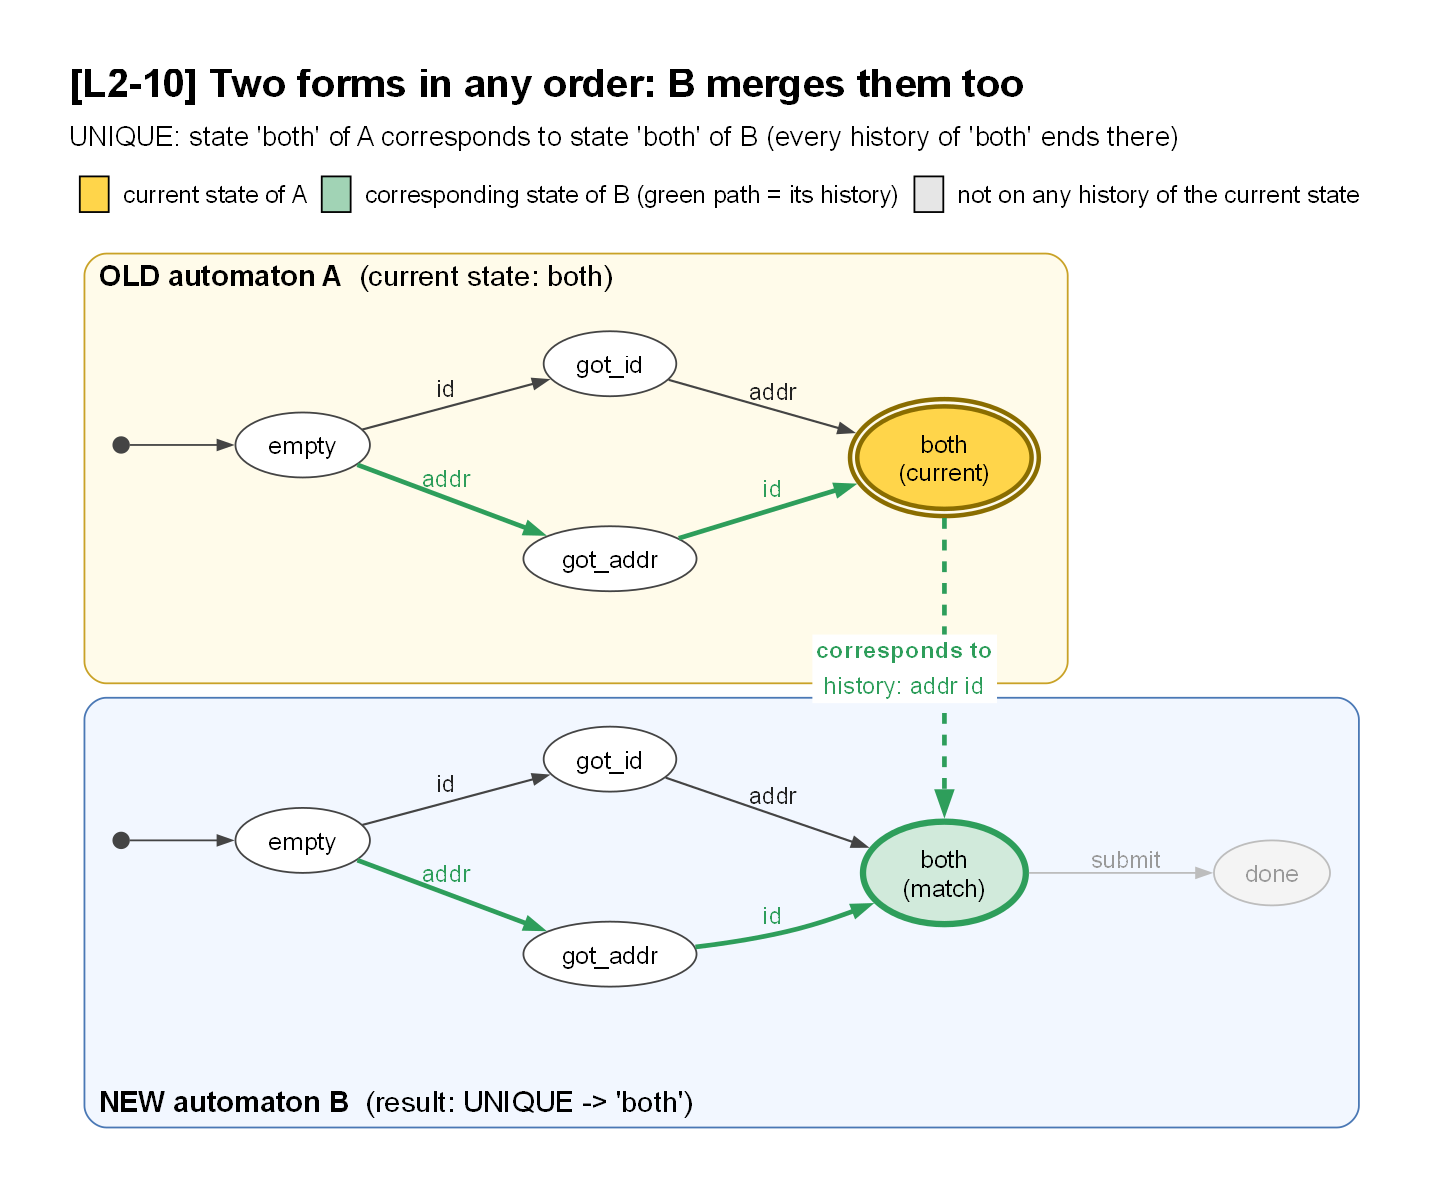 [L2-10] Two forms in any order: B merges them too
UNIQUE: state 'both' of A corresponds to state 'both' of B (every history of 'both' ends there)
current state of A
corresponding state of B (green path = its history)
not on any history of the current state
OLD automaton A (current state: both)
got_id
id
addr
empty
both
(current)
addr
id
got_addr
corresponds to
history: addr id
got_id
id
addr
empty
both
(match)
submit
done
addr
id
got_addr
NEW automaton B (result: UNIQUE -> 'both')